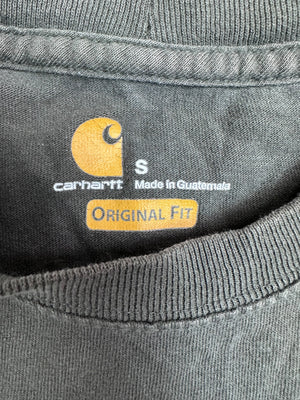 S
carhartt Made in Guatemala
ORIGINAL FIT